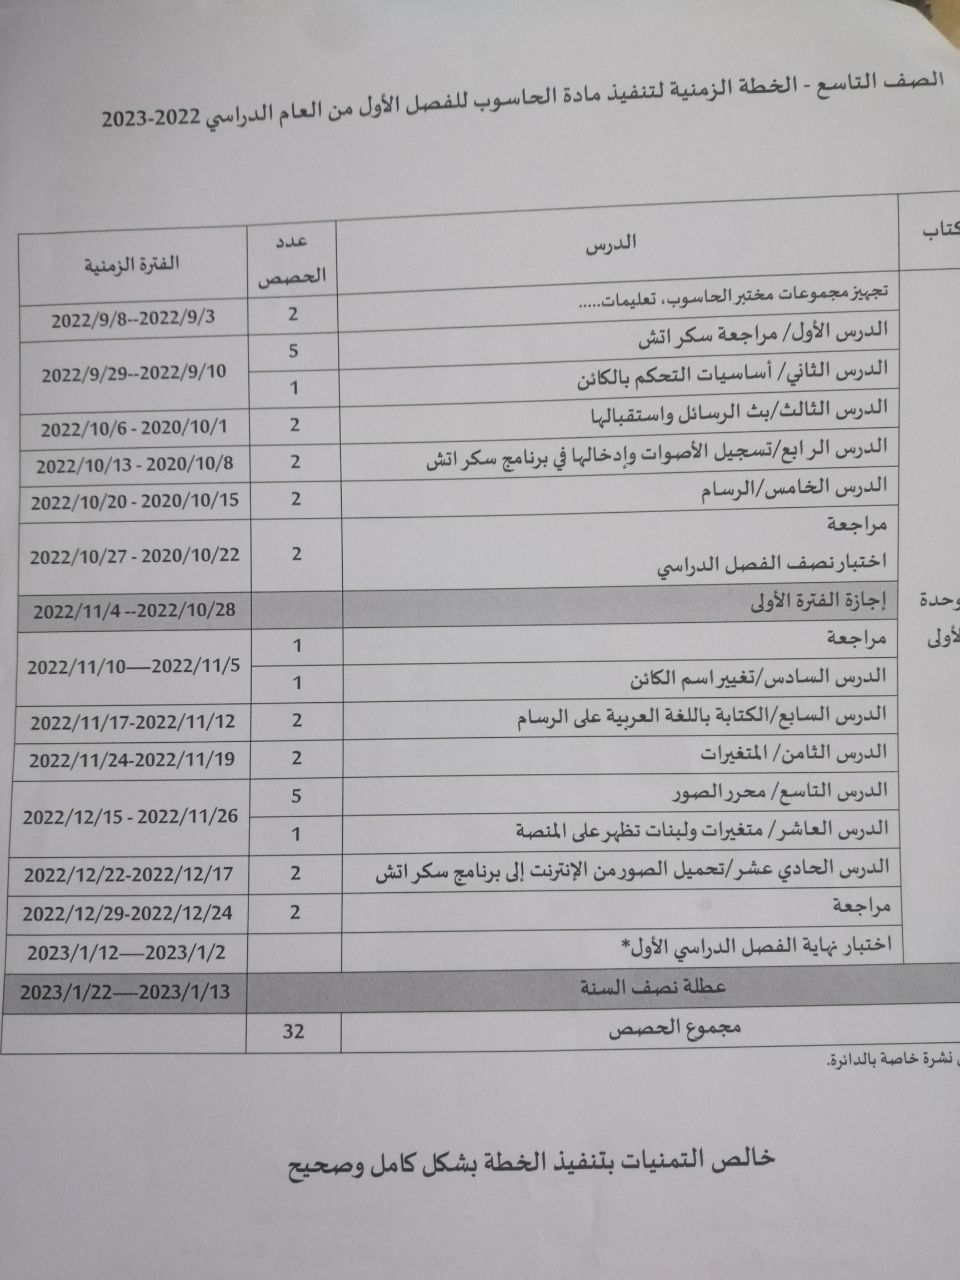 الصف التاسع - الخطة الزمنية لتنفيذ مادة الحاسوب للفصل الأول من العام الدراسي 2022-2023
الدرس عدد الحصص الفترة الزمنية
تجهيز مجموعات مختبر الحاسوب، تعليمات..... 2 2022/9/3--2022/9/8
الدرس الأول/ مراجعة سكر اتش 5 2022/9/10--2022/9/29
الدرس الثاني/ أساسيات التحكم بالكائن 1
الدرس الثالث/بث الرسائل واستقبالها 2 2020/10/1 - 2022/10/6
الدرس الرابع/تسجيل الأصوات وإدخالها في برنامج سكر اتش 2 2020/10/8 - 2022/10/13
الدرس الخامس/الرسام 2 2020/10/15 - 2022/10/20
مراجعة
اختبار نصف الفصل الدراسي 2 2020/10/22 - 2022/10/27
إجازة الفترة الأولى 2022/10/28--2022/11/4
مراجعة 1 2022/11/5—2022/11/10
الدرس السادس/تغيير اسم الكائن 1
الدرس السابع/الكتابة باللغة العربية على الرسام 2 2022/11/12-2022/11/17
الدرس الثامن/ المتغيرات 2 2022/11/19-2022/11/24
الدرس التاسع/ محرر الصور 5 2022/11/26 - 2022/12/15
الدرس العاشر/ متغيرات ولبنات تظهر على المنصة 1
الدرس الحادي عشر/تحميل الصور من الإنترنت إلى برنامج سكر اتش 2 2022/12/17-2022/12/22
مراجعة 2 2022/12/24-2022/12/29
اختبار نهاية الفصل الدراسي الأول* 2023/1/2—2023/1/12
عطلة نصف السنة 2023/1/13—2023/1/22
مجموع الحصص 32
نشرة خاصة بالدائرة.
خالص التمنيات بتنفيذ الخطة بشكل كامل وصحيح